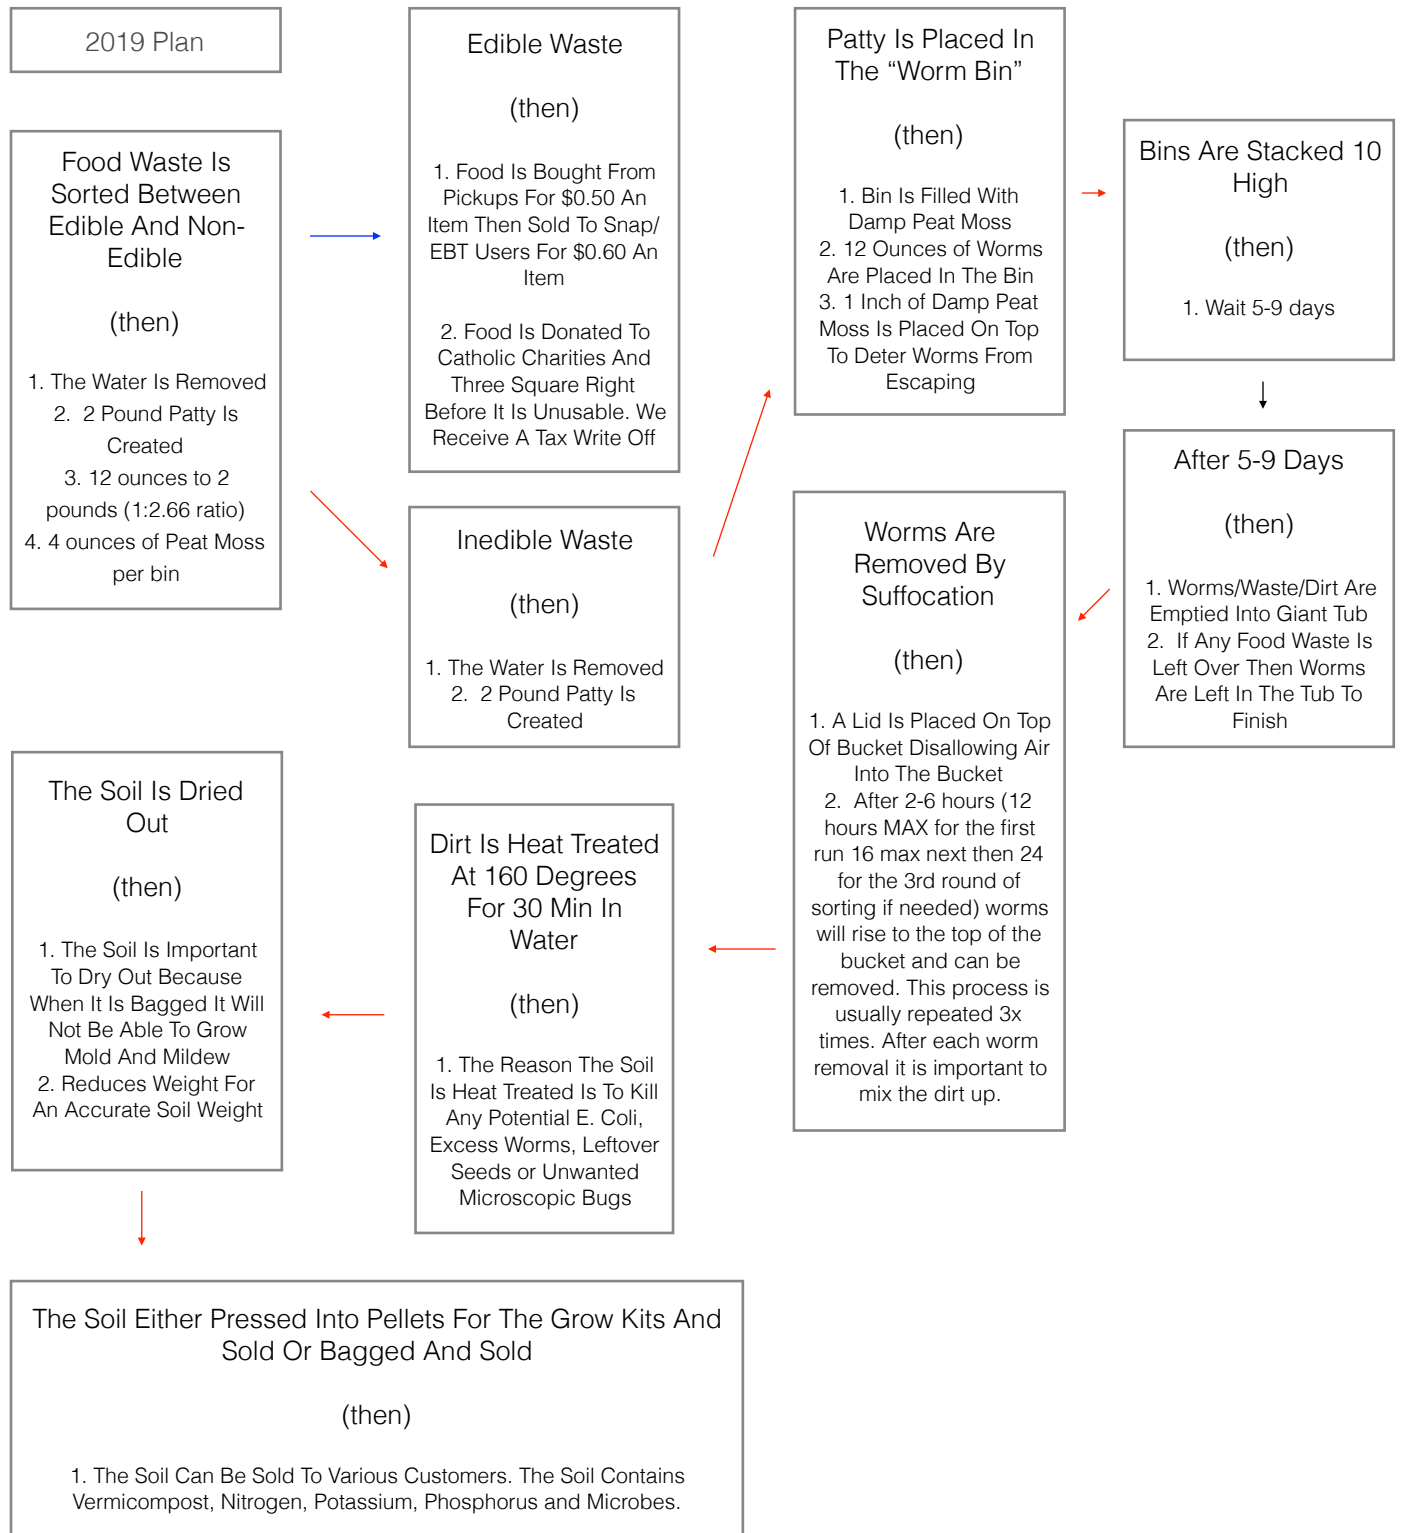 2019 Plan
Food Waste Is
Sorted Between
Edible And Non-
Edible
(then)
1. The Water Is Removed
2.  2 Pound Patty Is
Created
3. 12 ounces to 2
pounds (1:2.66 ratio)
4. 4 ounces of Peat Moss
per bin
Edible Waste
(then)
1. Food Is Bought From
Pickups For $0.50 An
Item Then Sold To Snap/
EBT Users For $0.60 An
Item
2. Food Is Donated To
Catholic Charities And
Three Square Right
Before It Is Unusable. We
Receive A Tax Write Off
Inedible Waste
(then)
1. The Water Is Removed
2.  2 Pound Patty Is
Created
Patty Is Placed In
The “Worm Bin”
(then)
1. Bin Is Filled With
Damp Peat Moss
2. 12 Ounces of Worms
Are Placed In The Bin
3. 1 Inch of Damp Peat
Moss Is Placed On Top
To Deter Worms From
Escaping
Bins Are Stacked 10
High
(then)
1. Wait 5-9 days
After 5-9 Days
(then)
1. Worms/Waste/Dirt Are
Emptied Into Giant Tub
2.  If Any Food Waste Is
Left Over Then Worms
Are Left In The Tub To
Finish
Worms Are
Removed By
Suffocation
(then)
1. A Lid Is Placed On Top
Of Bucket Disallowing Air
Into The Bucket
2.  After 2-6 hours (12
hours MAX for the first
run 16 max next then 24
for the 3rd round of
sorting if needed) worms
will rise to the top of the
bucket and can be
removed. This process is
usually repeated 3x
times. After each worm
removal it is important to
mix the dirt up.
Dirt Is Heat Treated
At 160 Degrees
For 30 Min In
Water
(then)
1. The Reason The Soil
Is Heat Treated Is To Kill
Any Potential E. Coli,
Excess Worms, Leftover
Seeds or Unwanted
Microscopic Bugs
The Soil Is Dried
Out
(then)
1. The Soil Is Important
To Dry Out Because
When It Is Bagged It Will
Not Be Able To Grow
Mold And Mildew
2. Reduces Weight For
An Accurate Soil Weight
The Soil Either Pressed Into Pellets For The Grow Kits And
Sold Or Bagged And Sold
(then)
1. The Soil Can Be Sold To Various Customers. The Soil Contains
Vermicompost, Nitrogen, Potassium, Phosphorus and Microbes.